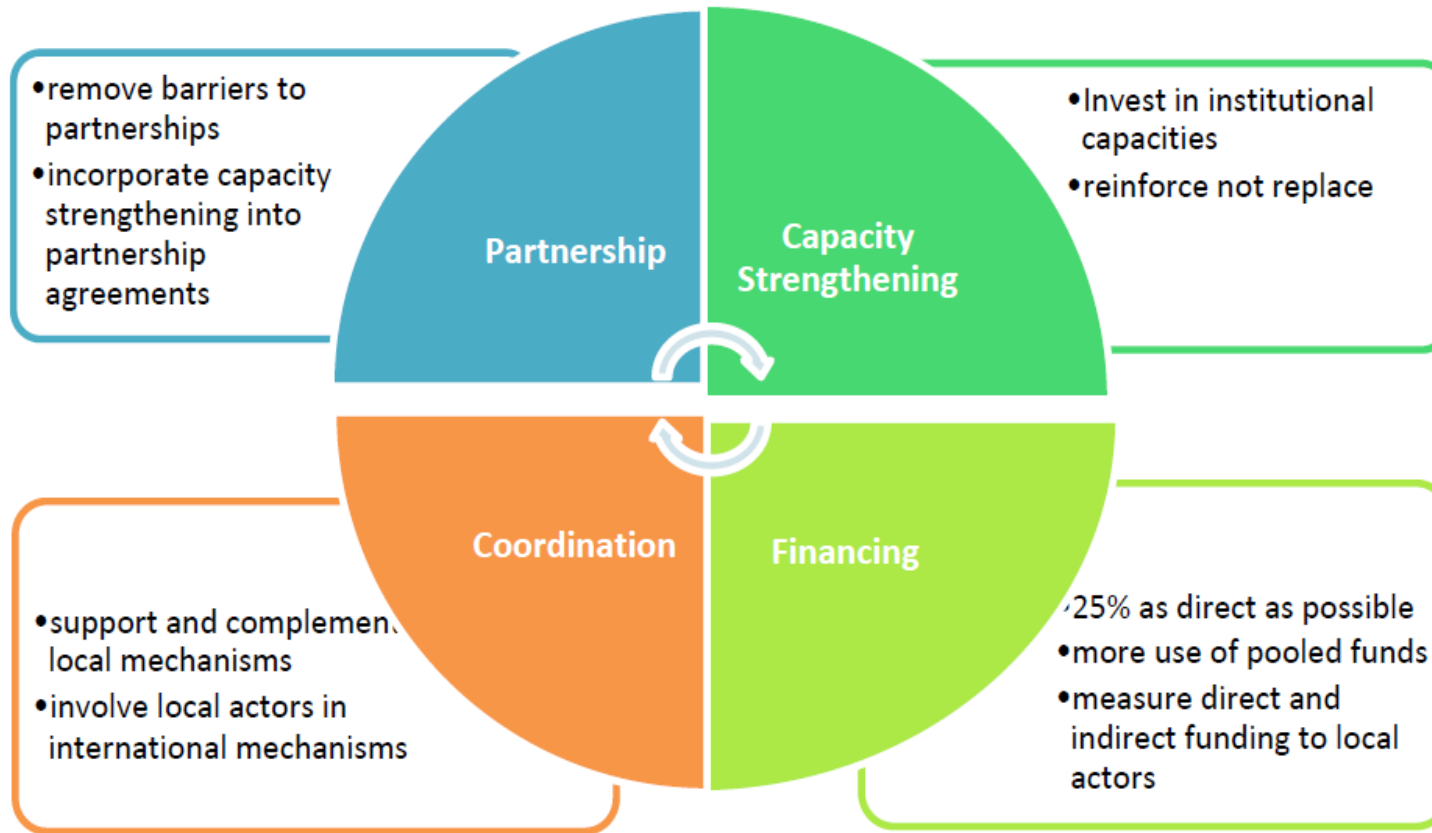 •remove barriers to
partnerships
•incorporate capacity
strengthening into
partnership
agreements
Partnership
Capacity
Strengthening
•Invest in institutional
capacities
•reinforce not replace
Coordination
•support and complement
local mechanisms
•involve local actors in
international mechanisms
Financing
•25% as direct as possible
•more use of pooled funds
•measure direct and
indirect funding to local
actors